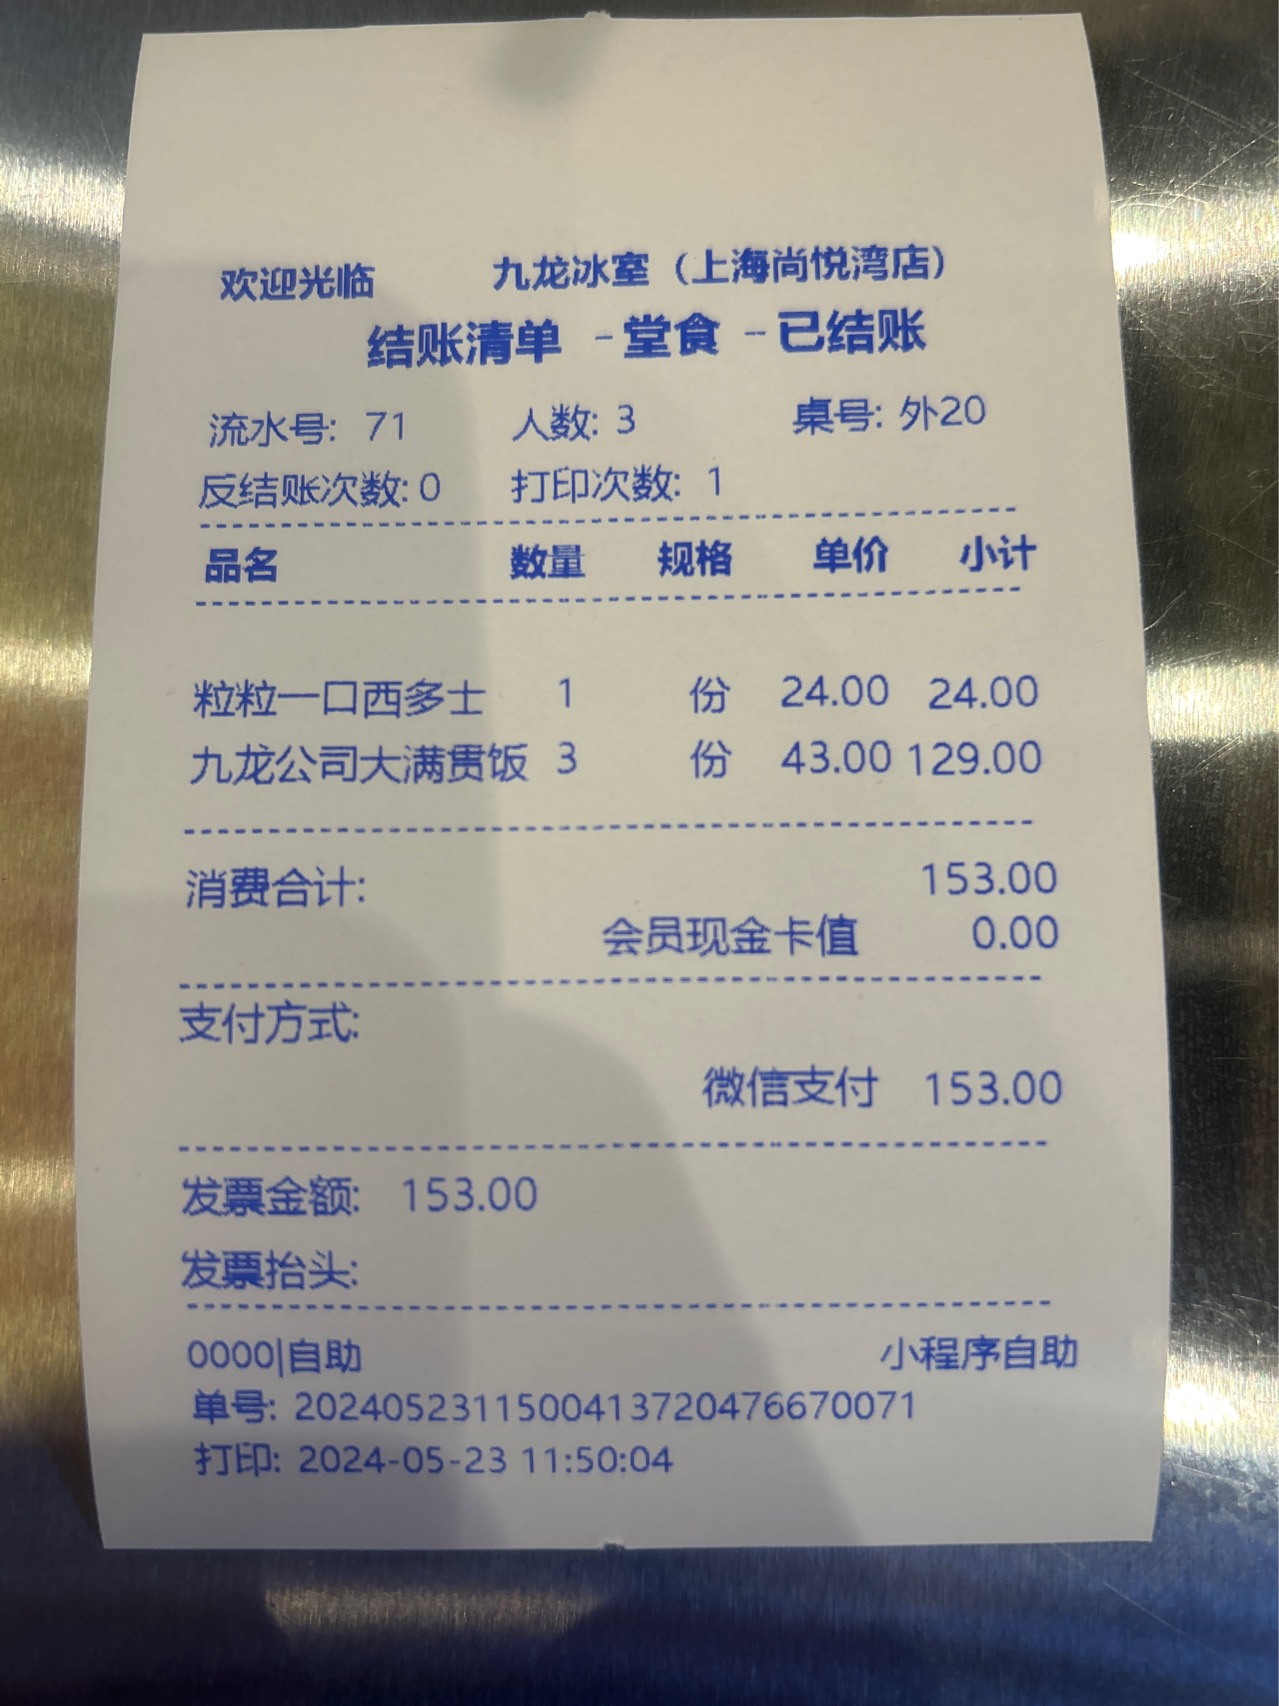 欢迎光临 九龙冰室（上海尚悦湾店）
结账清单 -堂食 -已结账
流水号: 71 人数: 3 桌号: 外20
反结账次数: 0 打印次数: 1
品名 数量 规格 单价 小计
粒粒一口西多士 1 份 24.00 24.00
九龙公司大满贯饭 3 份 43.00 129.00
消费合计: 153.00
会员现金卡值 0.00
支付方式:
微信支付 153.00
发票金额: 153.00
发票抬头:
0000|自助 小程序自助
单号: 2024052311500413720476670071
打印: 2024-05-23 11:50:04